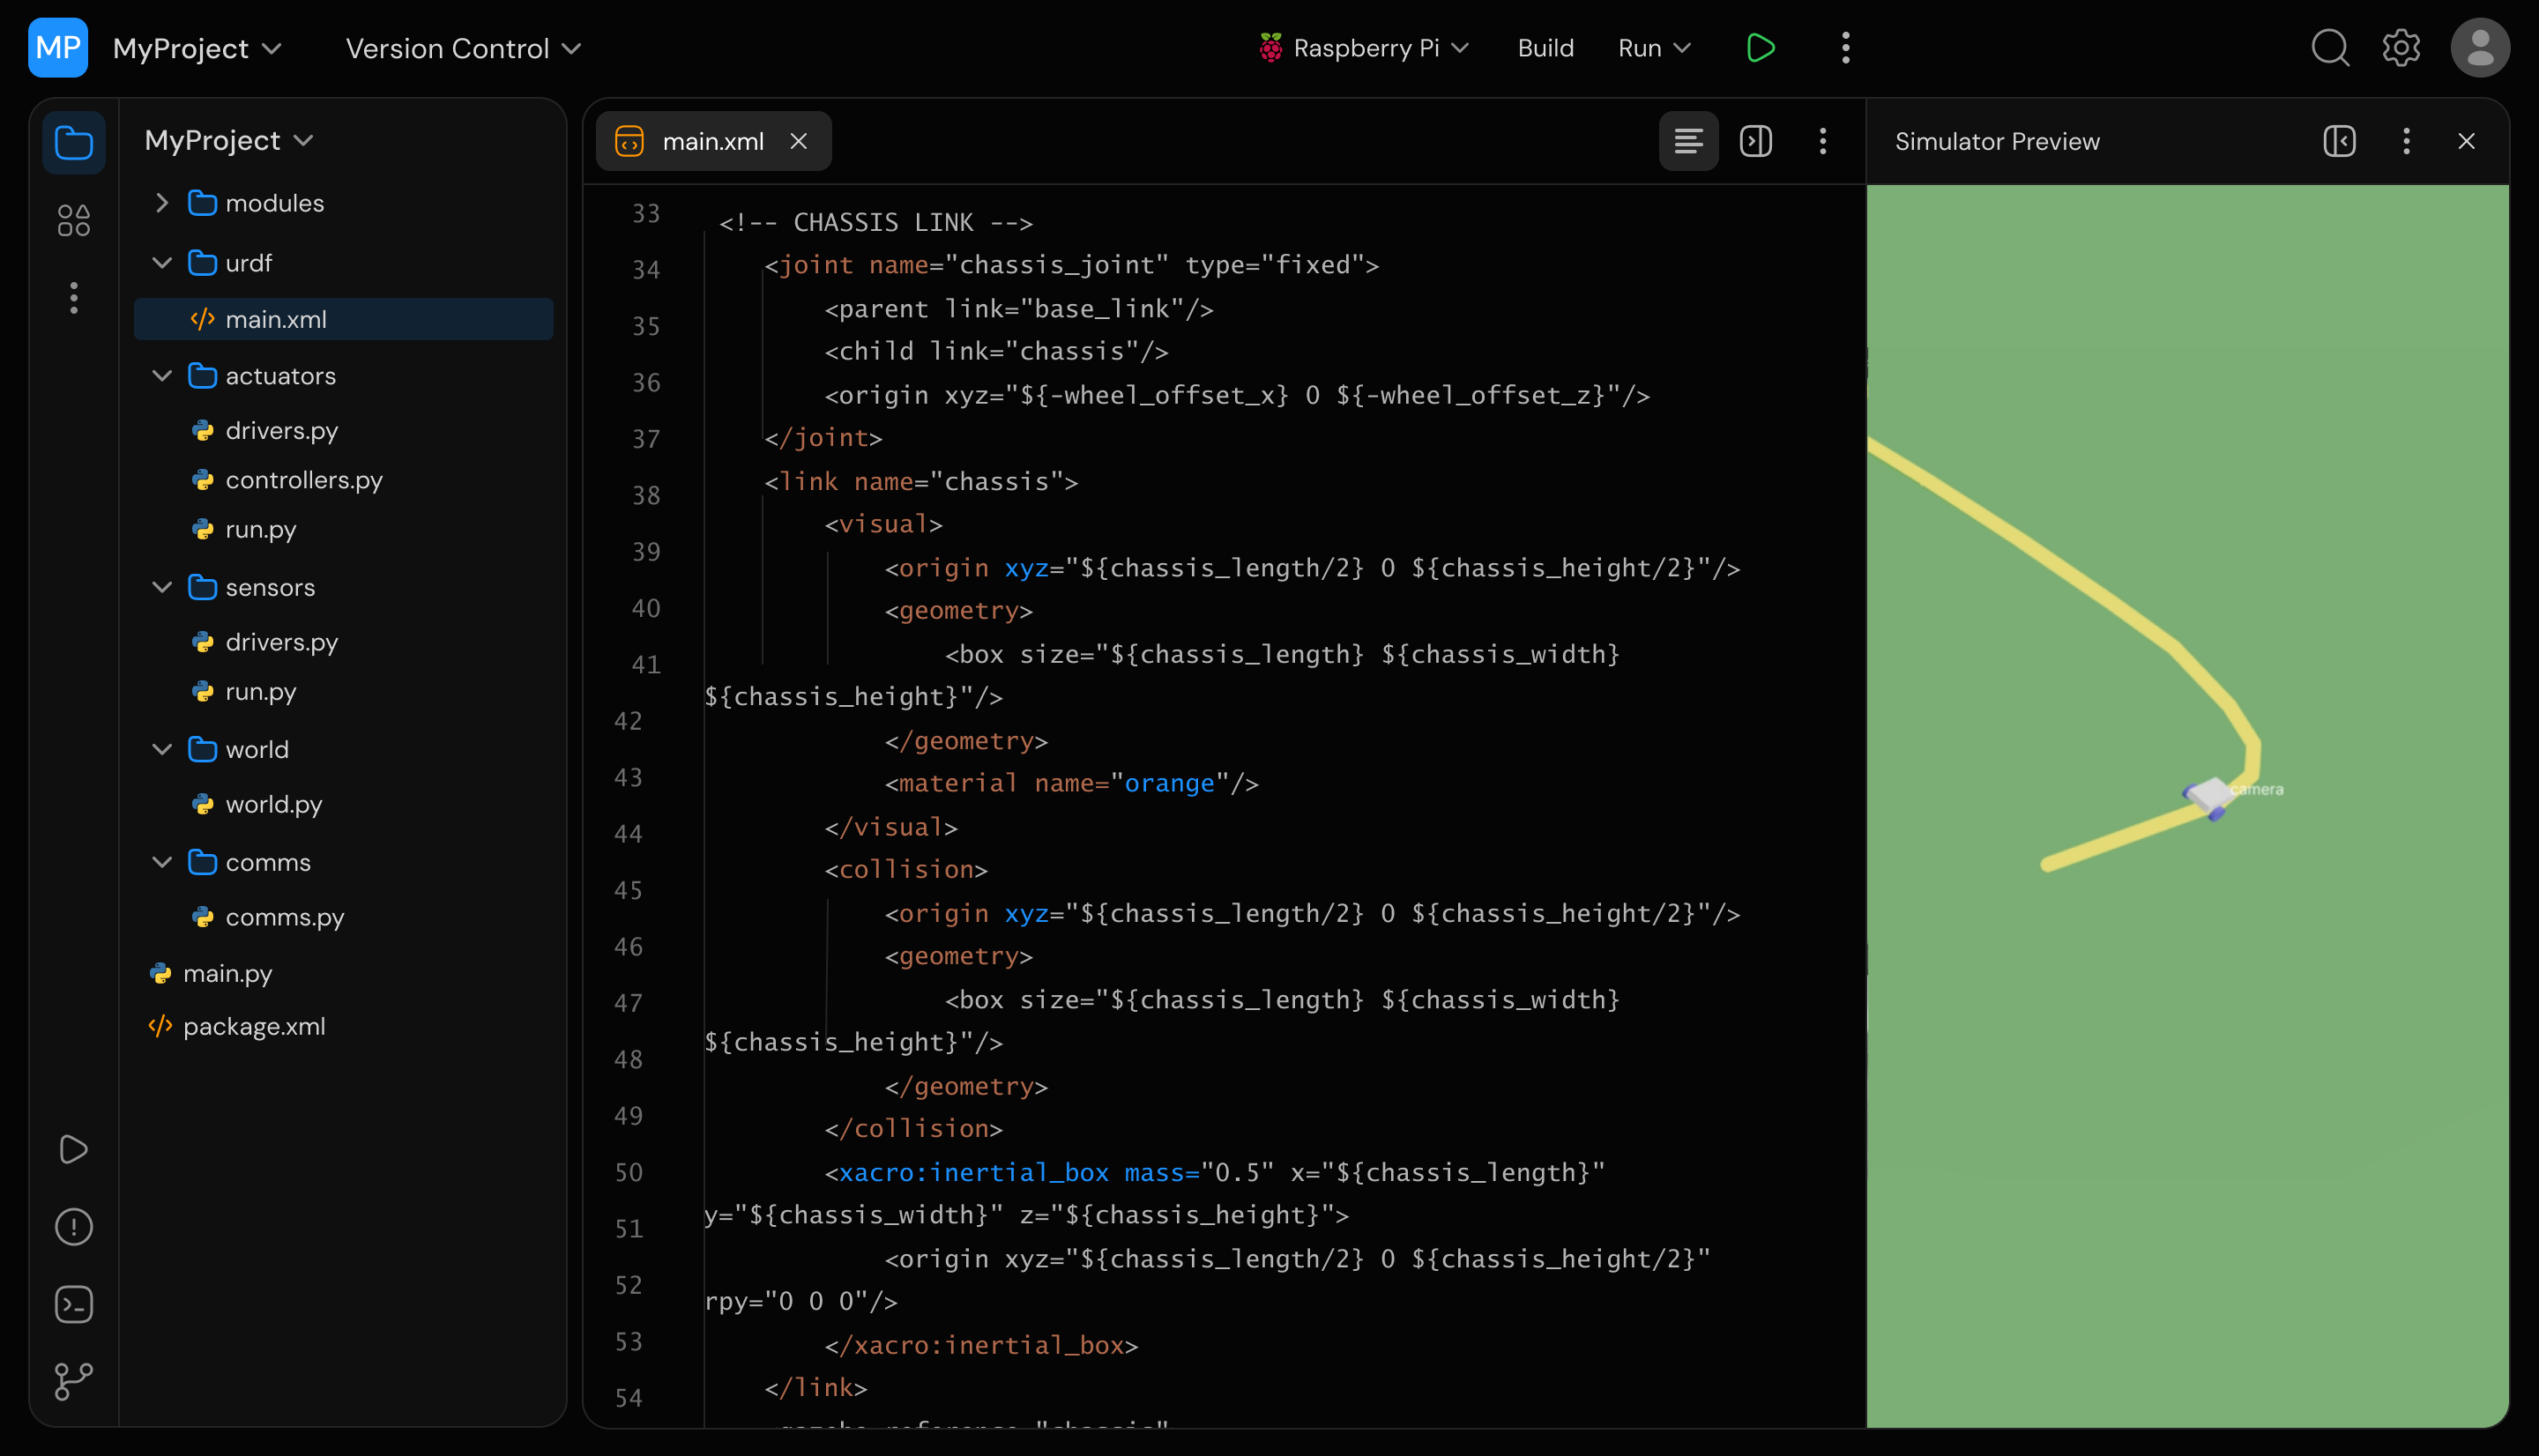 MP MyProject Version Control Raspberry Pi Build Run
MyProject
modules
urdf
main.xml
actuators
drivers.py
controllers.py
run.py
sensors
drivers.py
run.py
world
world.py
comms
comms.py
main.py
package.xml
main.xml
33
34
35
36
37
38
39
40
41
42
43
44
45
46
47
48
49
50
51
52
53
54
<!-- CHASSIS LINK -->
<joint name="chassis_joint" type="fixed">
<parent link="base_link"/>
<child link="chassis"/>
<origin xyz="${-wheel_offset_x} 0 ${-wheel_offset_z}"/>
</joint>
<link name="chassis">
<visual>
<origin xyz="${chassis_length/2} 0 ${chassis_height/2}"/>
<geometry>
<box size="${chassis_length} ${chassis_width}
${chassis_height}"/>
</geometry>
<material name="orange"/>
</visual>
<collision>
<origin xyz="${chassis_length/2} 0 ${chassis_height/2}"/>
<geometry>
<box size="${chassis_length} ${chassis_width}
${chassis_height}"/>
</geometry>
</collision>
<xacro:inertial_box mass="0.5" x="${chassis_length}"
y="${chassis_width}" z="${chassis_height}">
<origin xyz="${chassis_length/2} 0 ${chassis_height/2}"
rpy="0 0 0"/>
</xacro:inertial_box>
</link>
Simulator Preview
camera